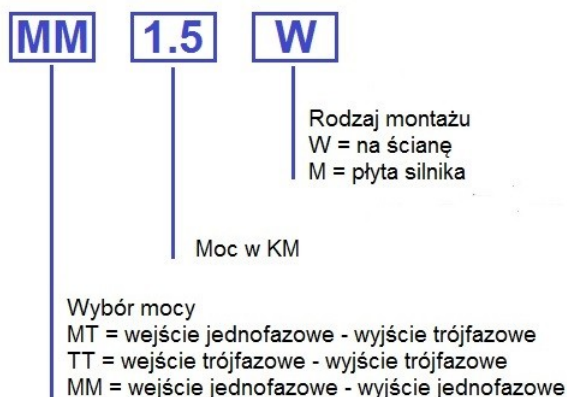 MM 1.5 W
Rodzaj montażu
W = na ścianę
M = płyta silnika
Moc w KM
Wybór mocy
MT = wejście jednofazowe - wyjście trójfazowe
TT = wejście trójfazowe - wyjście trójfazowe
MM = wejście jednofazowe - wyjście jednofazowe